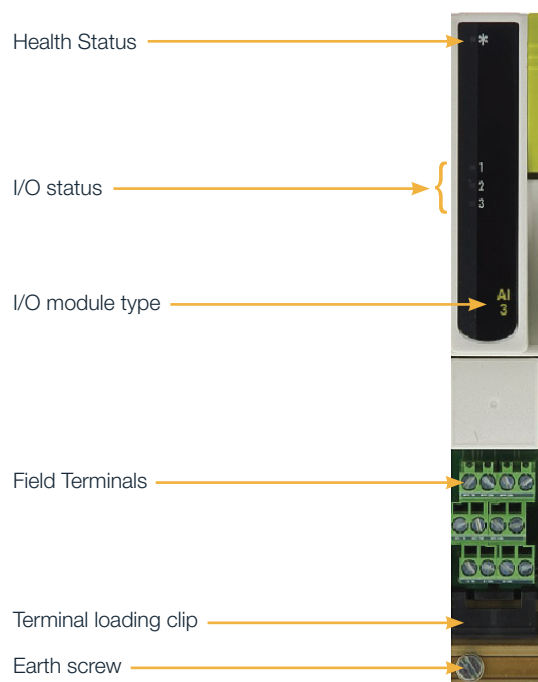 Health Status
*
I/O status
1
2
3
I/O module type
AI
3
Field Terminals
Terminal loading clip
Earth screw